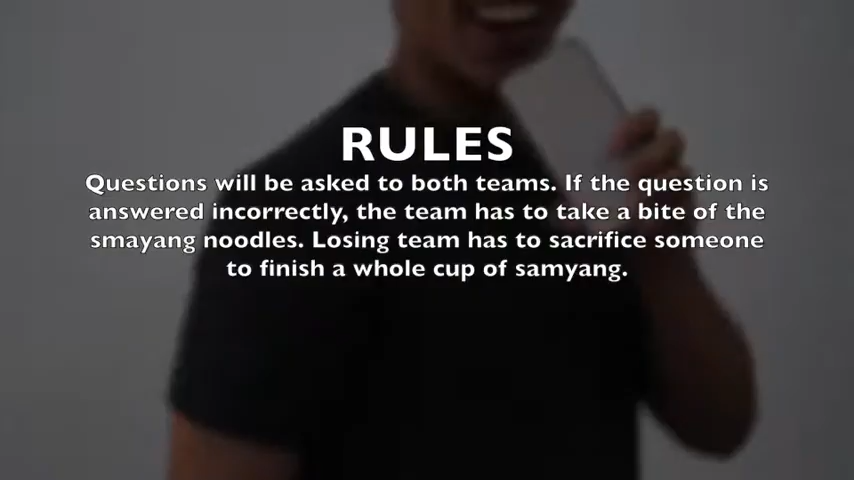 RULES
Questions will be asked to both teams. If the question is
answered incorrectly, the team has to take a bite of the
smayang noodles. Losing team has to sacrifice someone
to finish a whole cup of samyang.